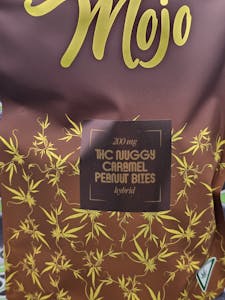 Mojo
200 mg
THC NUGGY
CARAMEL
PEANUT BITES
hybrid